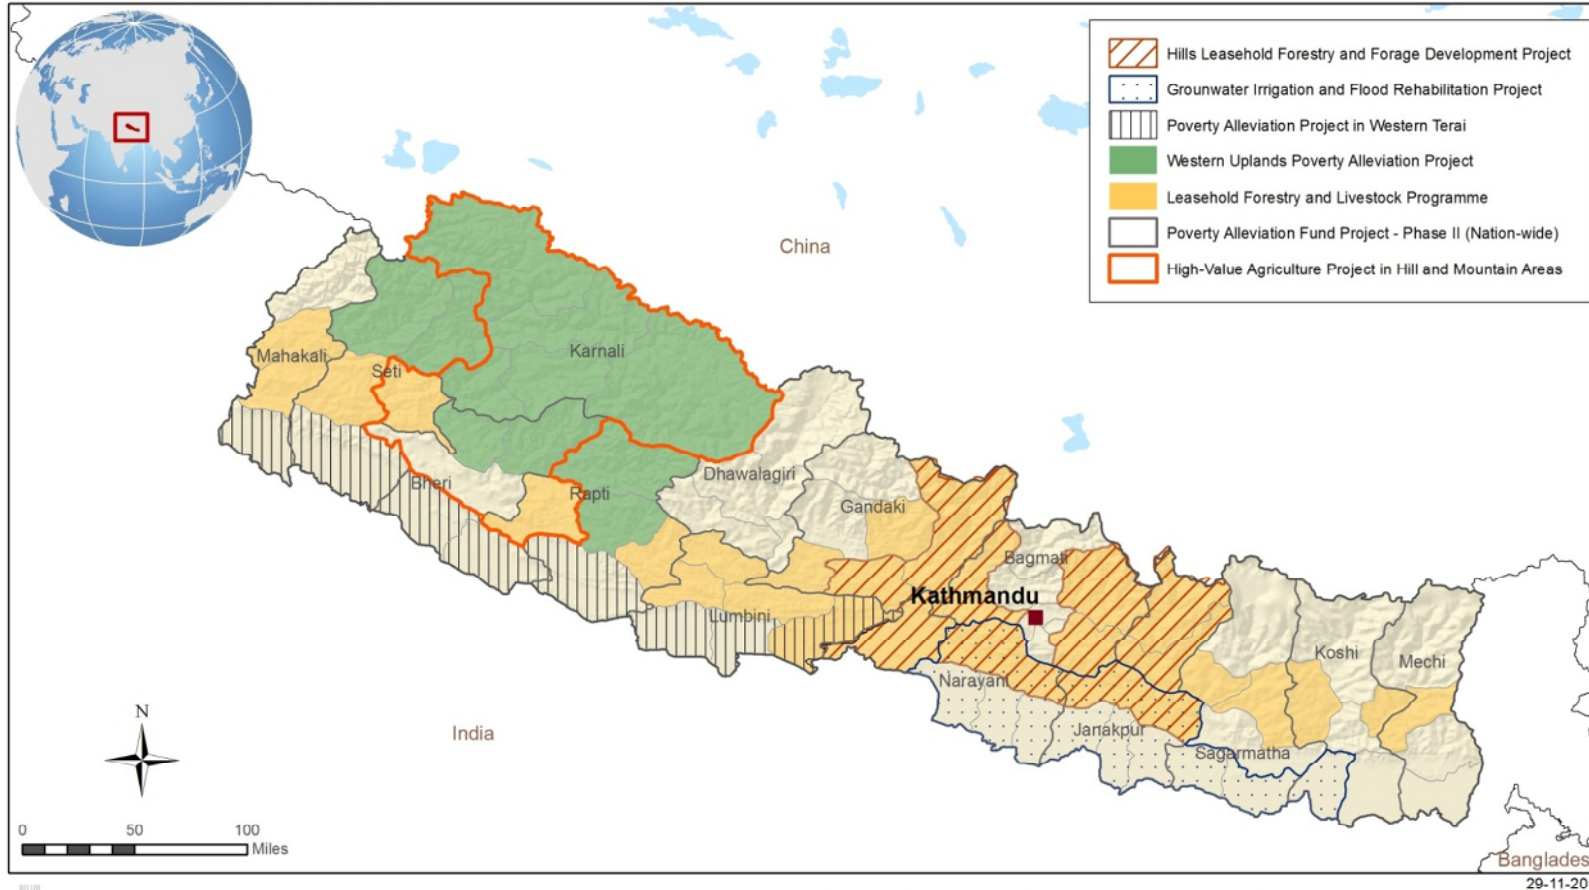 Hills Leasehold Forestry and Forage Development Project
Grounwater Irrigation and Flood Rehabilitation Project
Poverty Alleviation Project in Western Terai
Western Uplands Poverty Alleviation Project
Leasehold Forestry and Livestock Programme
Poverty Alleviation Fund Project - Phase II (Nation-wide)
High-Value Agriculture Project in Hill and Mountain Areas
China
Mahakali
Seti
Karnali
Bheri
Rapti
Dhawalagiri
Gandaki
Bagmati
Kathmandu
Lumbini
Narayani
Janakpur
Sagarmatha
Koshi
Mechi
India
N
0 50 100
Miles
Banglades
29-11-20